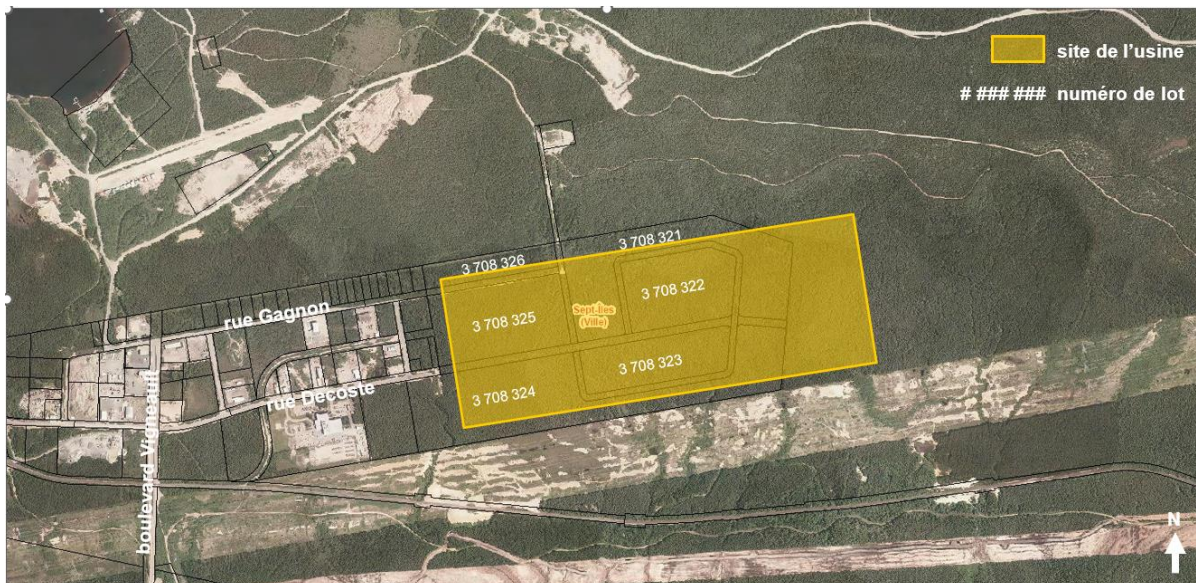 site de l'usine
# ### ### numéro de lot
3 708 321
3 708 326
3 708 322
Sept-Îles
(Ville)
rue Gagnon
3 708 325
3 708 323
rue Decoste
3 708 324
boulevard Vigneault
N